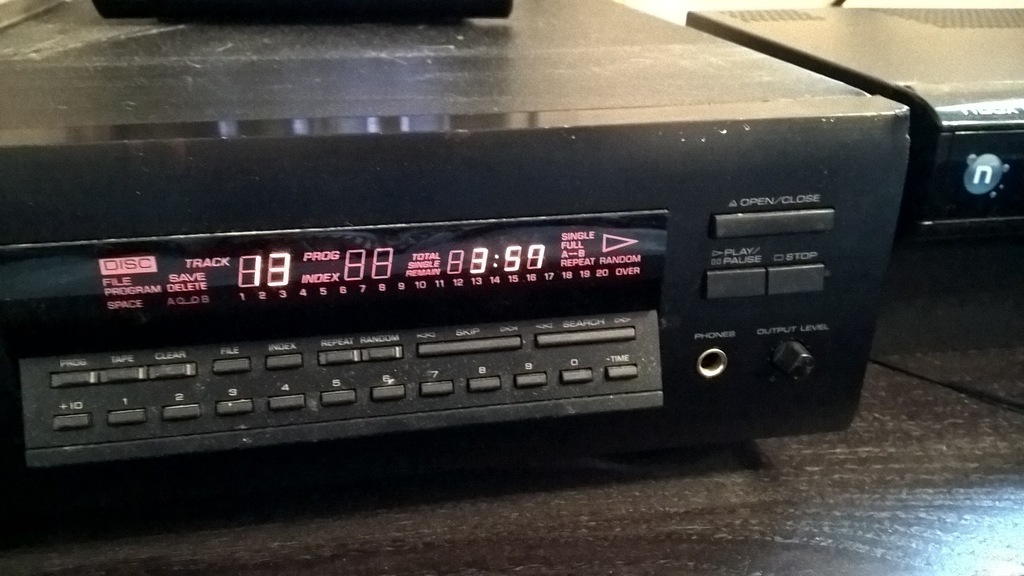 △ OPEN/CLOSE
▷ PLAY/
▯▯ PAUSE
□ STOP
DISC
TRACK
13
PROG
TOTAL
SINGLE
REMAIN
3:57
SINGLE
FULL
A-B
REPEAT RANDOM
FILE
PROGRAM
SPACE
SAVE
DELETE
INDEX
1 2 3 4 5 6 7 8 9 10 11 12 13 14 15 16 17 18 19 20 OVER
PHONES
OUTPUT LEVEL
PROG
TAPE
CLEAR
FILE
INDEX
REPEAT
RANDOM
SKIP
SEARCH
+10
1
2
3
4
5
6
7
8
9
0
-TIME
n